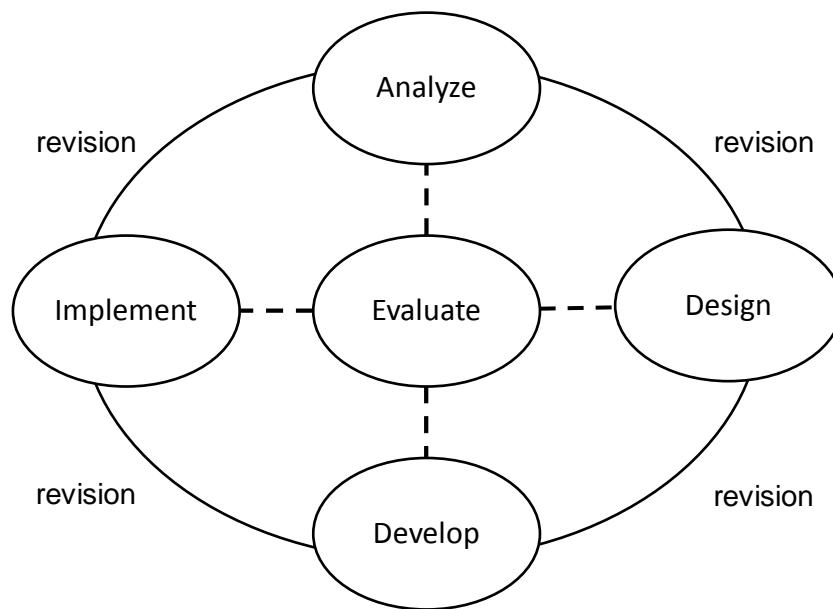 Analyze
revision
revision
Implement
Evaluate
Design
revision
revision
Develop